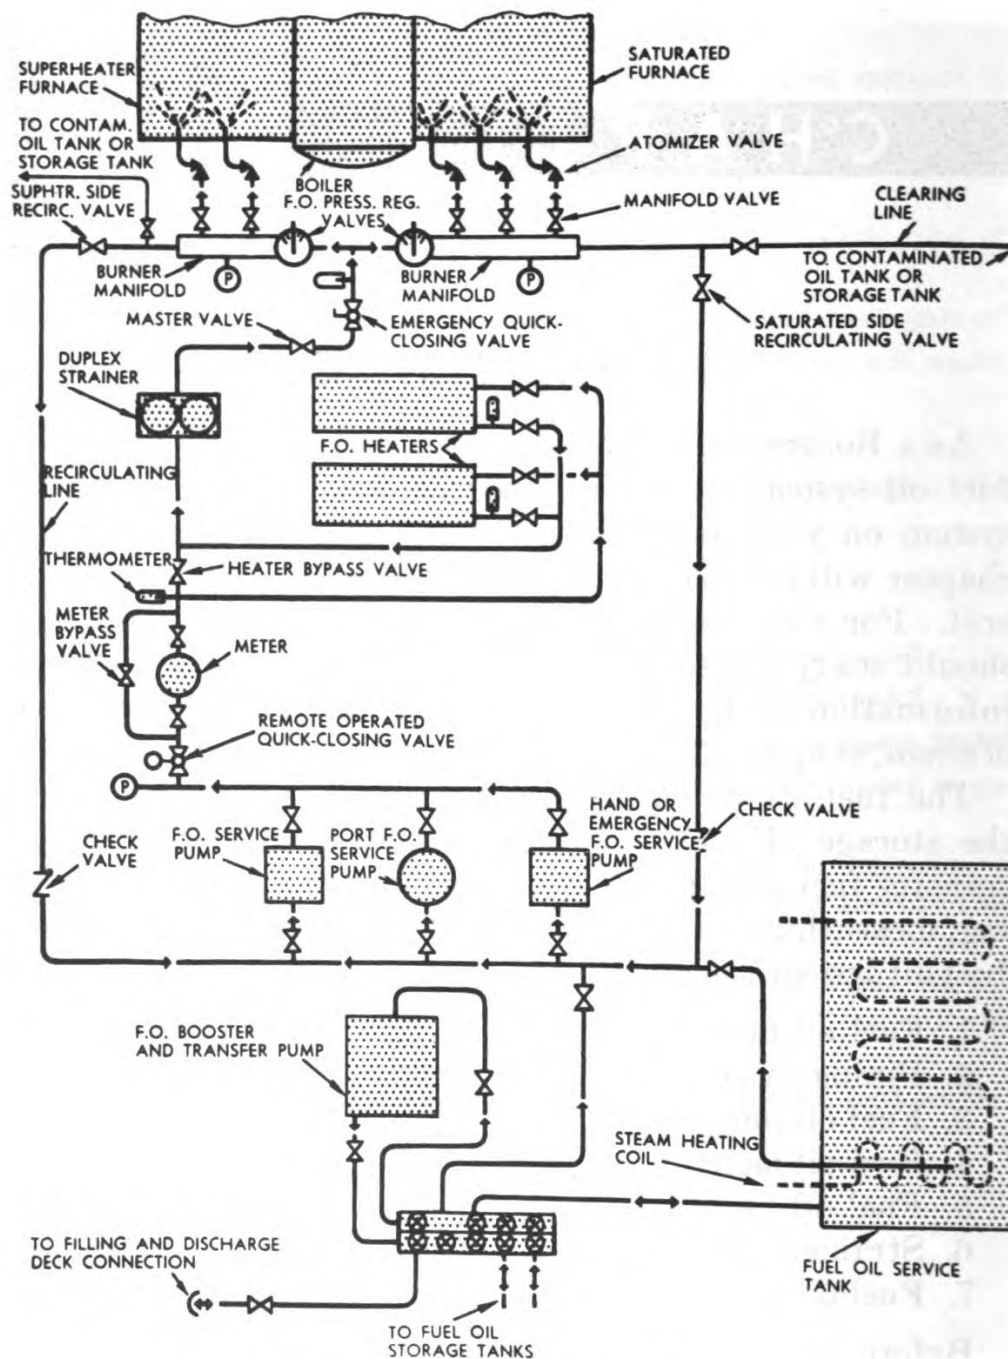 SUPERHEATER
FURNACE
SATURATED
FURNACE
TO CONTAM.
OIL TANK OR
STORAGE TANK
ATOMIZER VALVE
SUPHTR. SIDE
RECIRC. VALVE
BOILER
F.O. PRESS. REG.
VALVES
MANIFOLD VALVE
CLEARING
LINE
BURNER
MANIFOLD
P
BURNER
MANIFOLD
P
TO CONTAMINATED
OIL TANK OR
STORAGE TANK
MASTER VALVE
EMERGENCY QUICK-
CLOSING VALVE
SATURATED SIDE
RECIRCULATING VALVE
DUPLEX
STRAINER
F.O. HEATERS
RECIRCULATING
LINE
THERMOMETER
HEATER BYPASS VALVE
METER
BYPASS
VALVE
METER
REMOTE OPERATED
QUICK-CLOSING VALVE
P
CHECK
VALVE
F.O. SERVICE
PUMP
PORT F.O.
SERVICE
PUMP
HAND OR
EMERGENCY
F.O. SERVICE
PUMP
CHECK VALVE
F.O. BOOSTER
AND TRANSFER PUMP
STEAM HEATING
COIL
FUEL OIL SERVICE
TANK
TO FILLING AND DISCHARGE
DECK CONNECTION
TO FUEL OIL
STORAGE TANKS